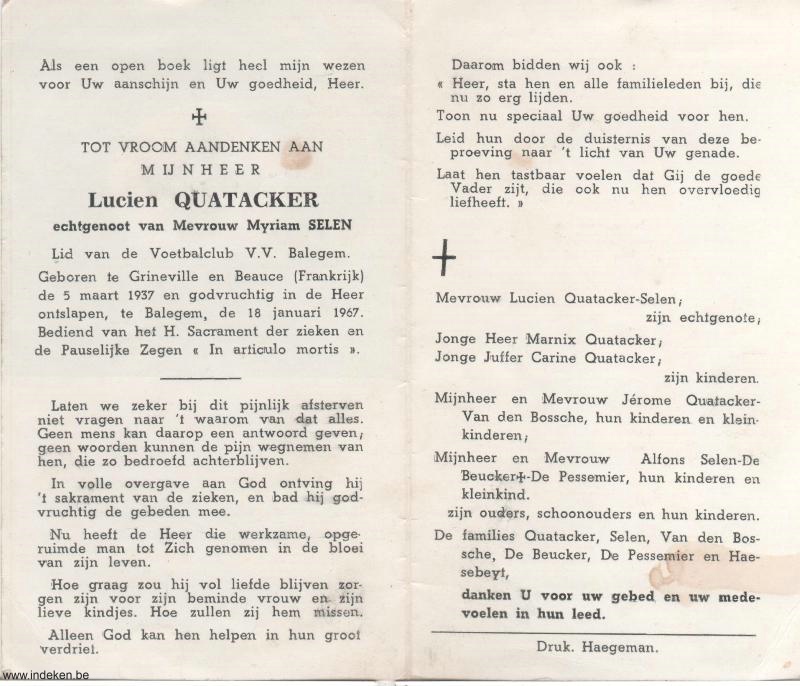 Als een open boek ligt heel mijn wezen
voor Uw aanschijn en Uw goedheid, Heer.
TOT VROOM AANDENKEN AAN
MIJNHEER
Lucien QUATACKER
echtgenoot van Mevrouw Myriam SELEN
Lid van de Voetbalclub V.V. Balegem.
Geboren te Grineville en Beauce (Frankrijk)
de 5 maart 1937 en godvruchtig in de Heer
ontslapen, te Balegem, de 18 januari 1967.
Bediend van het H. Sacrament der zieken en
de Pauselijke Zegen « In articulo mortis ».
Laten we zeker bij dit pijnlijk afsterven
niet vragen naar 't waarom van dat alles.
Geen mens kan daarop een antwoord geven;
geen woorden kunnen de pijn wegnemen van
hen, die zo bedroefd achterblijven.
In volle overgave aan God ontving hij
't sakrament van de zieken, en bad hij god-
vruchtig de gebeden mee.
Nu heeft de Heer die werkzame, opge-
ruimde man tot Zich genomen in de bloei
van zijn leven.
Hoe graag zou hij vol liefde blijven zor-
gen zijn voor zijn beminde vrouw en zijn
lieve kindjes. Hoe zullen zij hem missen.
Alleen God kan hen helpen in hun groot
verdriet.
Daarom bidden wij ook :
« Heer, sta hen en alle familieleden bij, die
nu zo erg lijden.
Toon nu speciaal Uw goedheid voor hen.
Leid hun door de duisternis van deze be-
proeving naar 't licht van Uw genade.
Laat hen tastbaar voelen dat Gij de goede
Vader zijt, die ook nu hen overvloedig
liefheeft. »
Mevrouw Lucien Quatacker-Selen;
zijn echtgenote;
Jonge Heer Marnix Quatacker;
Jonge Juffer Carine Quatacker;
zijn kinderen.
Mijnheer en Mevrouw Jérome Quatacker-
Van den Bossche, hun kinderen en klein-
kinderen;
Mijnheer en Mevrouw Alfons Selen-De
Beucker✝-De Pessemier, hun kinderen en
kleinkind.
zijn ouders, schoonouders en hun kinderen.
De families Quatacker, Selen, Van den Bos-
sche, De Beucker, De Pessemier en Hae-
sebeyt,
danken U voor uw gebed en uw mede-
voelen in hun leed.
Druk. Haegeman.
www.indeken.be